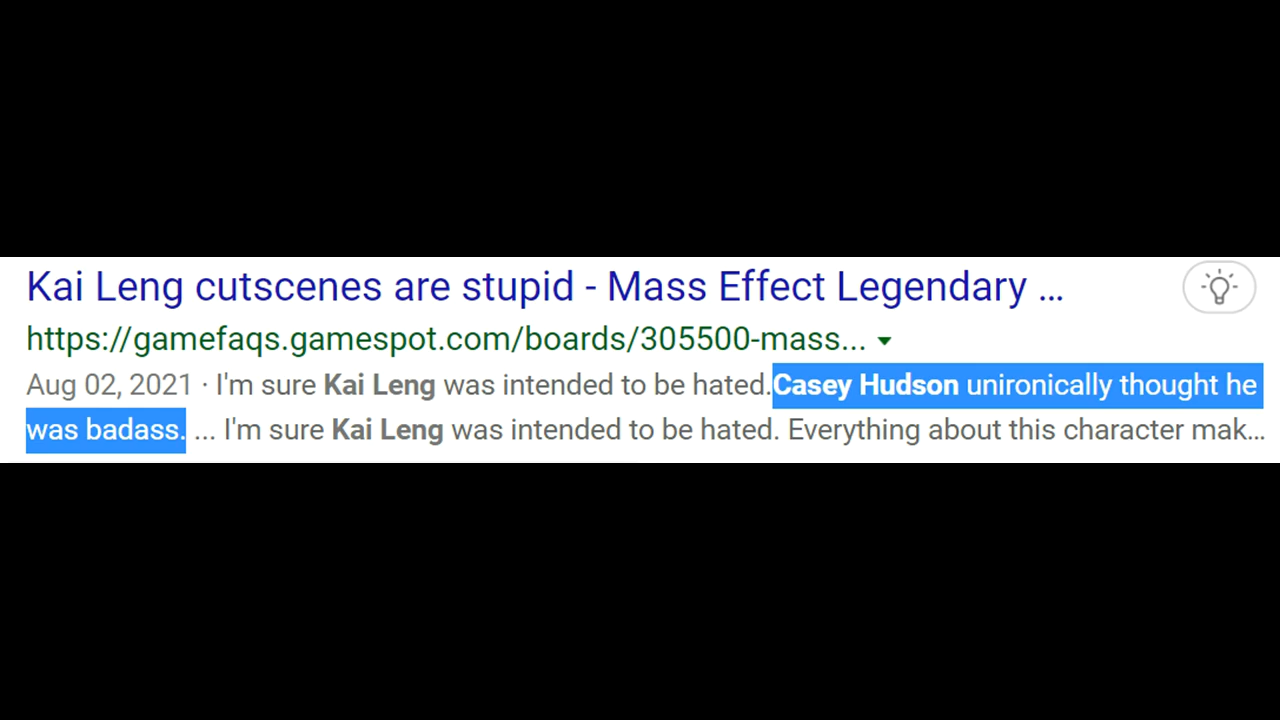 Kai Leng cutscenes are stupid - Mass Effect Legendary ...
https://gamefaqs.gamespot.com/boards/305500-mass...
Aug 02, 2021 · I'm sure Kai Leng was intended to be hated.Casey Hudson unironically thought he
was badass. ... I'm sure Kai Leng was intended to be hated. Everything about this character mak...